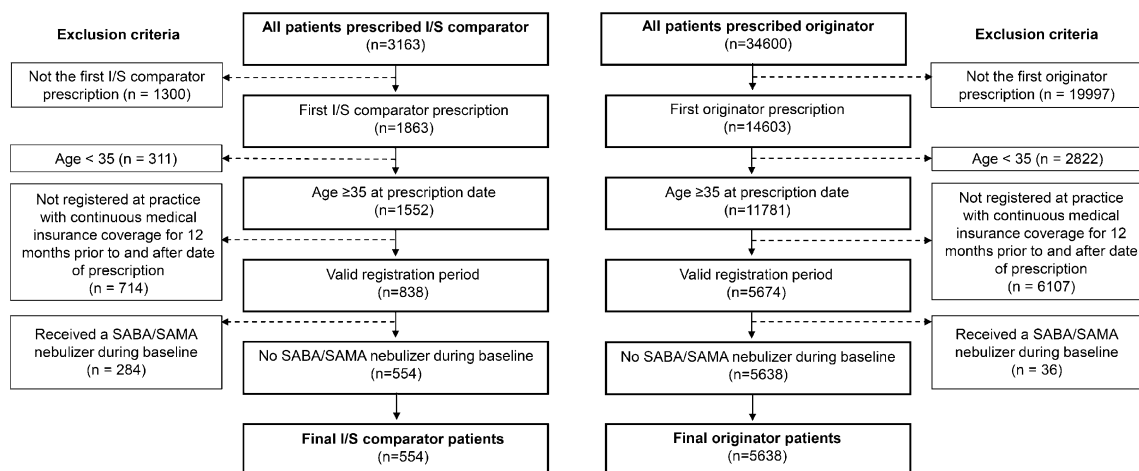 Exclusion criteria
All patients prescribed I/S comparator
(n=3163)
All patients prescribed originator
(n=34600)
Exclusion criteria
Not the first I/S comparator
prescription (n = 1300)
Not the first originator
prescription (n = 19997)
First I/S comparator prescription
(n=1863)
First originator prescription
(n=14603)
Age < 35 (n = 311)
Age < 35 (n = 2822)
Age ≥35 at prescription date
(n=1552)
Age ≥35 at prescription date
(n=11781)
Not registered at practice
with continuous medical
insurance coverage for 12
months prior to and after date
of prescription
(n = 714)
Not registered at practice
with continuous medical
insurance coverage for 12
months prior to and after date
of prescription
(n = 6107)
Valid registration period
(n=838)
Valid registration period
(n=5674)
Received a SABA/SAMA
nebulizer during baseline
(n = 284)
Received a SABA/SAMA
nebulizer during baseline
(n = 36)
No SABA/SAMA nebulizer during baseline
(n=554)
No SABA/SAMA nebulizer during baseline
(n=5638)
Final I/S comparator patients
(n=554)
Final originator patients
(n=5638)